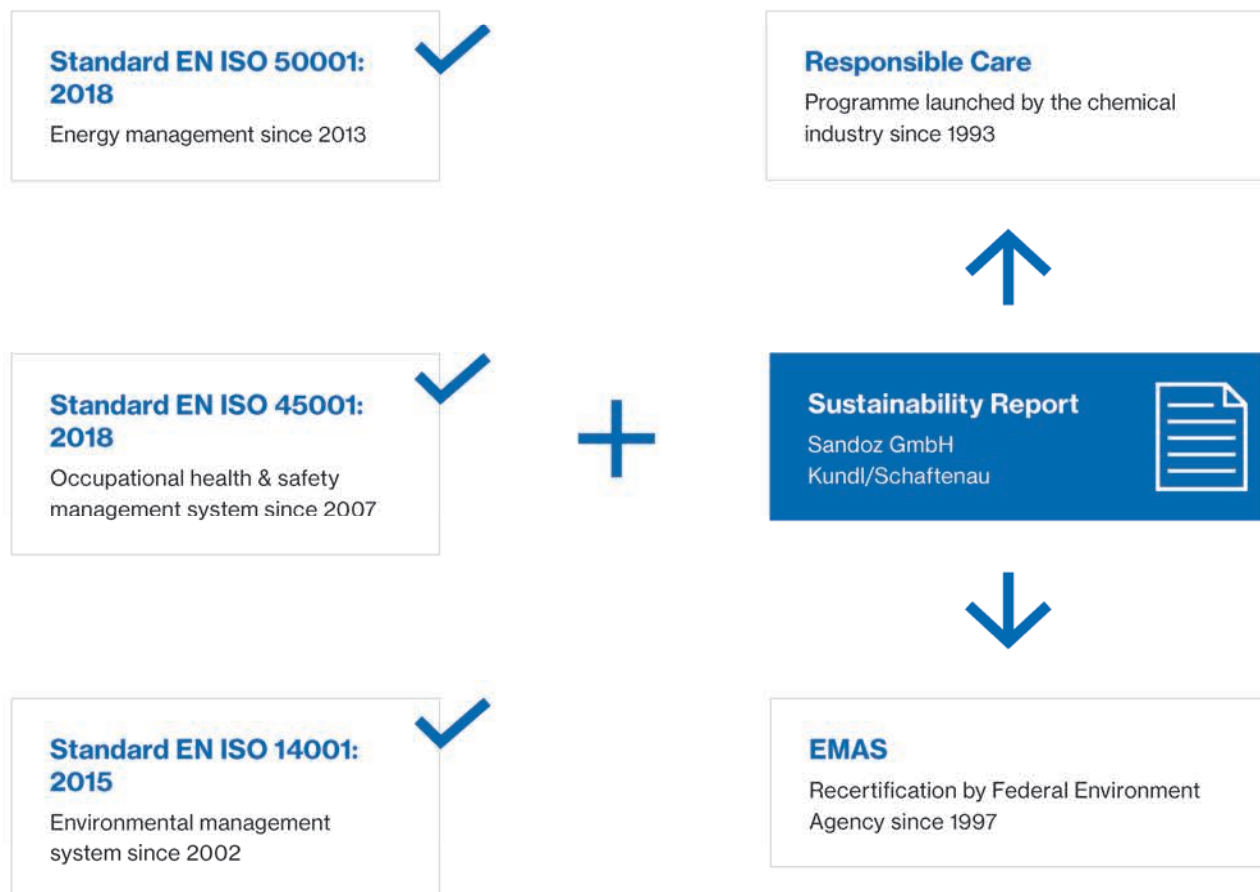 Standard EN ISO 50001:
2018
Energy management since 2013
Responsible Care
Programme launched by the chemical
industry since 1993
Standard EN ISO 45001:
2018
Occupational health & safety
management system since 2007
Sustainability Report
Sandoz GmbH
Kundl/Schaftenau
Standard EN ISO 14001:
2015
Environmental management
system since 2002
EMAS
Recertification by Federal Environment
Agency since 1997